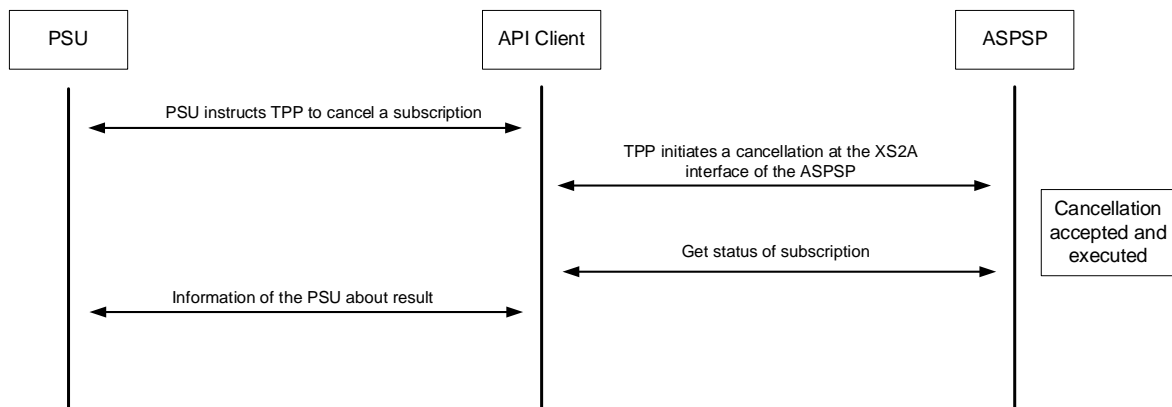 PSU
API Client
ASPSP
PSU instructs TPP to cancel a subscription
TPP initiates a cancellation at the XS2A
interface of the ASPSP
Cancellation
accepted and
executed
Get status of subscription
Information of the PSU about result